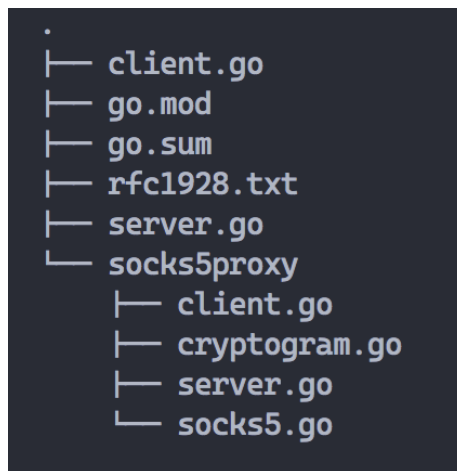 .
├── client.go
├── go.mod
├── go.sum
├── rfc1928.txt
├── server.go
└── socks5proxy
    ├── client.go
    ├── cryptogram.go
    ├── server.go
    └── socks5.go